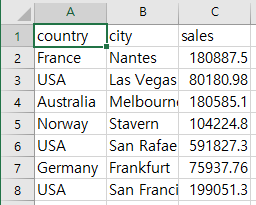 A B C
1 country city sales
2 France Nantes 180887.5
3 USA Las Vegas 80180.98
4 Australia Melbourn 180585.1
5 Norway Stavern 104224.8
6 USA San Rafae 591827.3
7 Germany Frankfurt 75937.76
8 USA San Franci 199051.3